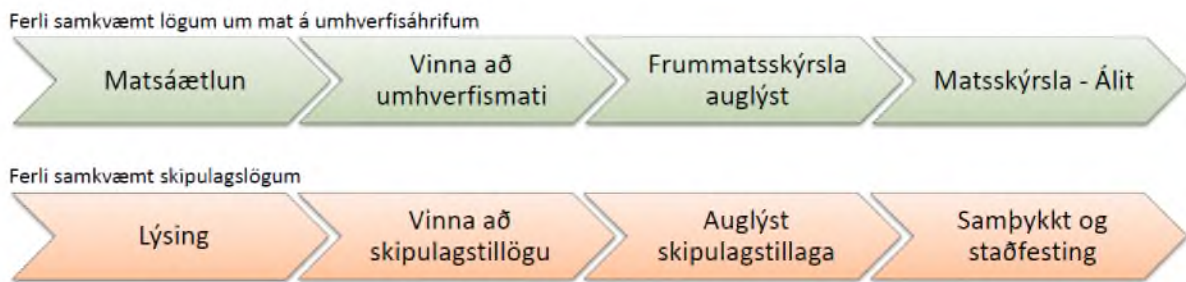 Ferli samkvæmt lögum um mat á umhverfisáhrifum
Matsáætlun
Vinna að
umhverfismati
Frummatsskýrsla
auglýst
Matsskýrsla - Álit
Ferli samkvæmt skipulagslögum
Lýsing
Vinna að
skipulagstillögu
Auglýst
skipulagstillaga
Samþykkt og
staðfesting